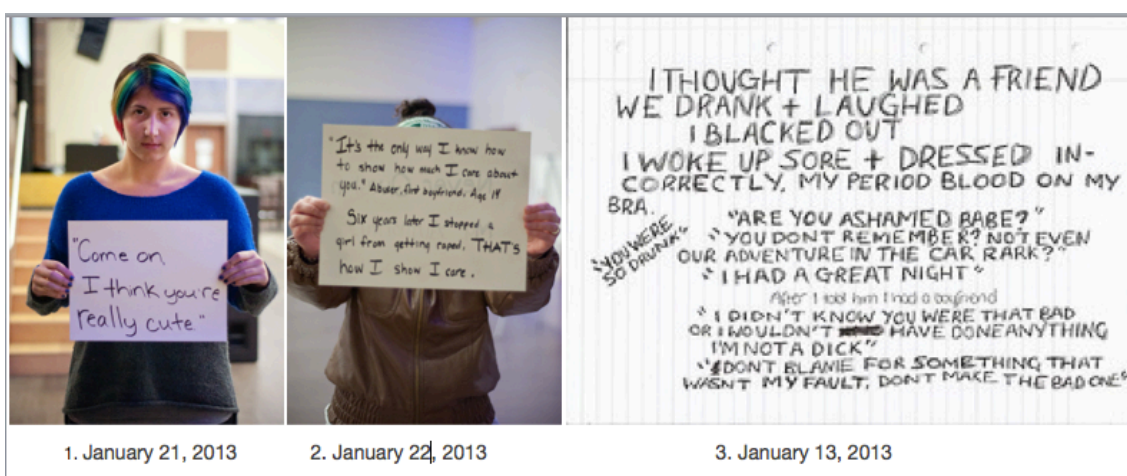 "Come on,
I think you're
really cute"
"It's the only way I know how
to show how much I care about
you." Abuser, first boyfriend. Age 19
Six years later I stopped a
girl from getting raped. THAT'S
how I show I care.
I THOUGHT HE WAS A FRIEND
WE DRANK + LAUGHED
I BLACKED OUT
I WOKE UP SORE + DRESSED IN-
CORRECTLY, MY PERIOD BLOOD ON MY
BRA.
"YOU WERE
SO DRUNK"
"ARE YOU ASHAMED BABE?"
"YOU DONT REMEMBER? NOT EVEN
OUR ADVENTURE IN THE CAR RARK?"
"I HAD A GREAT NIGHT"
After I told him I had a boyfriend
"I DIDN'T KNOW YOU WERE THAT BAD
OR I WOULDN'T HAVE DONE ANYTHING
I'M NOT A DICK"
"DONT BLAME FOR SOMETHING THAT
WASNT MY FAULT, DONT MAKE THE BAD ONE"
1. January 21, 2013
2. January 22, 2013
3. January 13, 2013